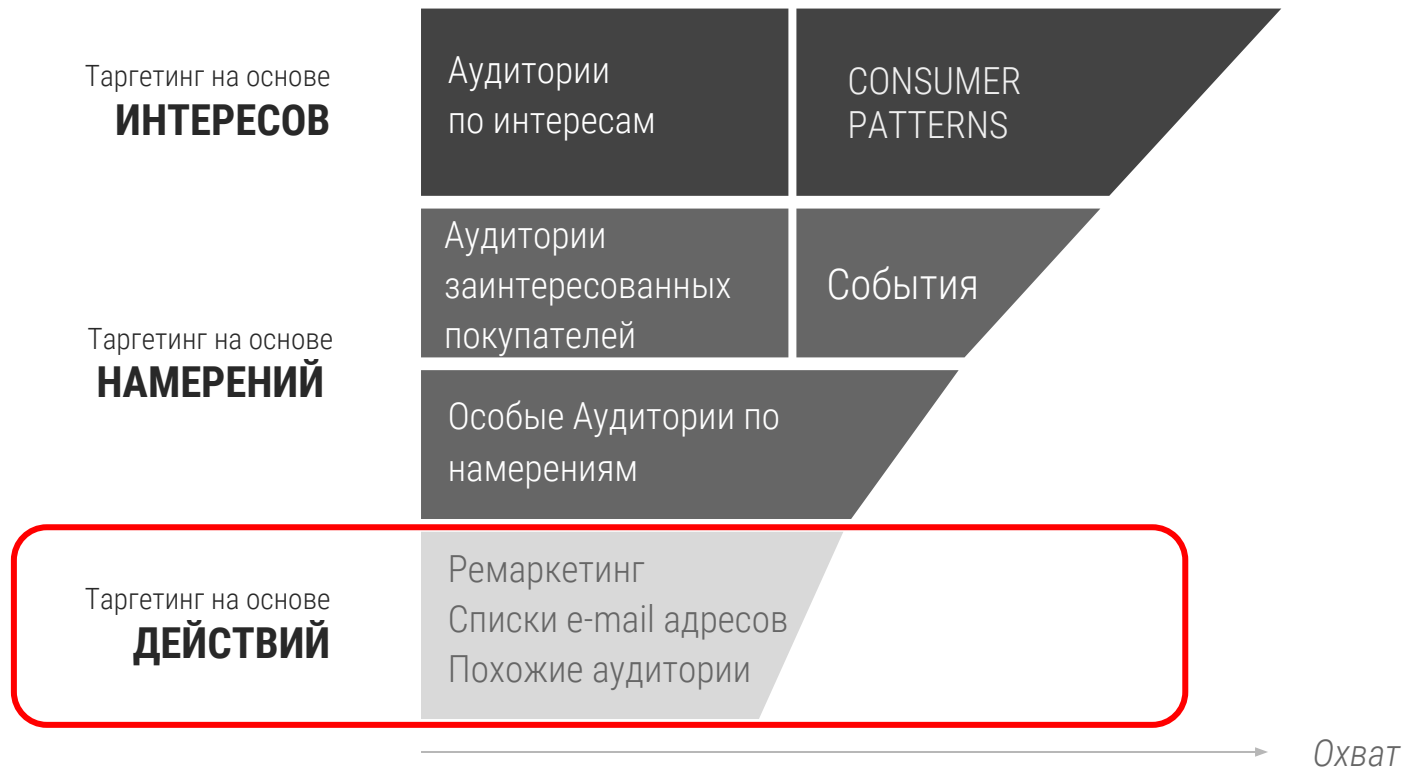 Таргетинг на основе
ИНТЕРЕСОВ
Аудитории
по интересам
CONSUMER
PATTERNS
Таргетинг на основе
НАМЕРЕНИЙ
Аудитории
заинтересованных
покупателей
События
Особые Аудитории по
намерениям
Таргетинг на основе
ДЕЙСТВИЙ
Ремаркетинг
Списки e-mail адресов
Похожие аудитории
Охват